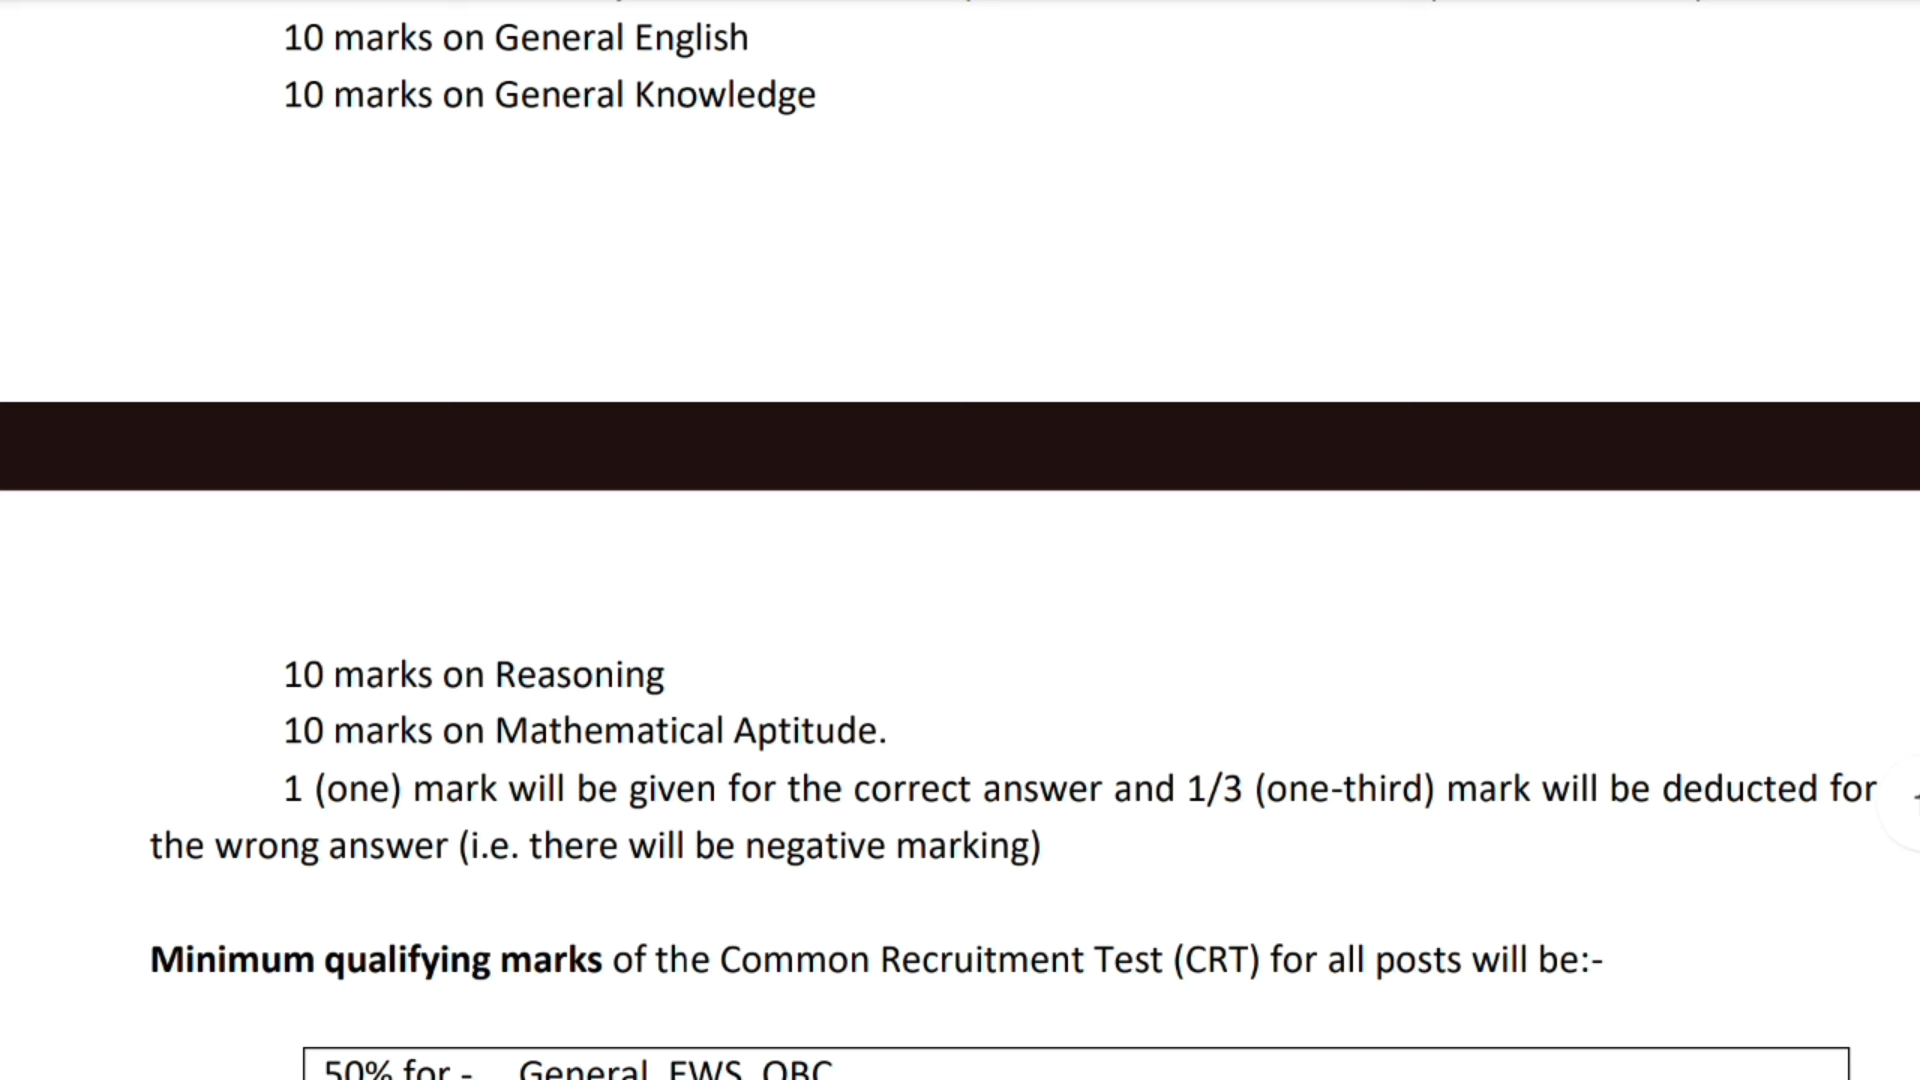 10 marks on General English
10 marks on General Knowledge
10 marks on Reasoning
10 marks on Mathematical Aptitude.
1 (one) mark will be given for the correct answer and 1/3 (one-third) mark will be deducted for
the wrong answer (i.e. there will be negative marking)
Minimum qualifying marks of the Common Recruitment Test (CRT) for all posts will be:-
50% for - General, EWS, OBC